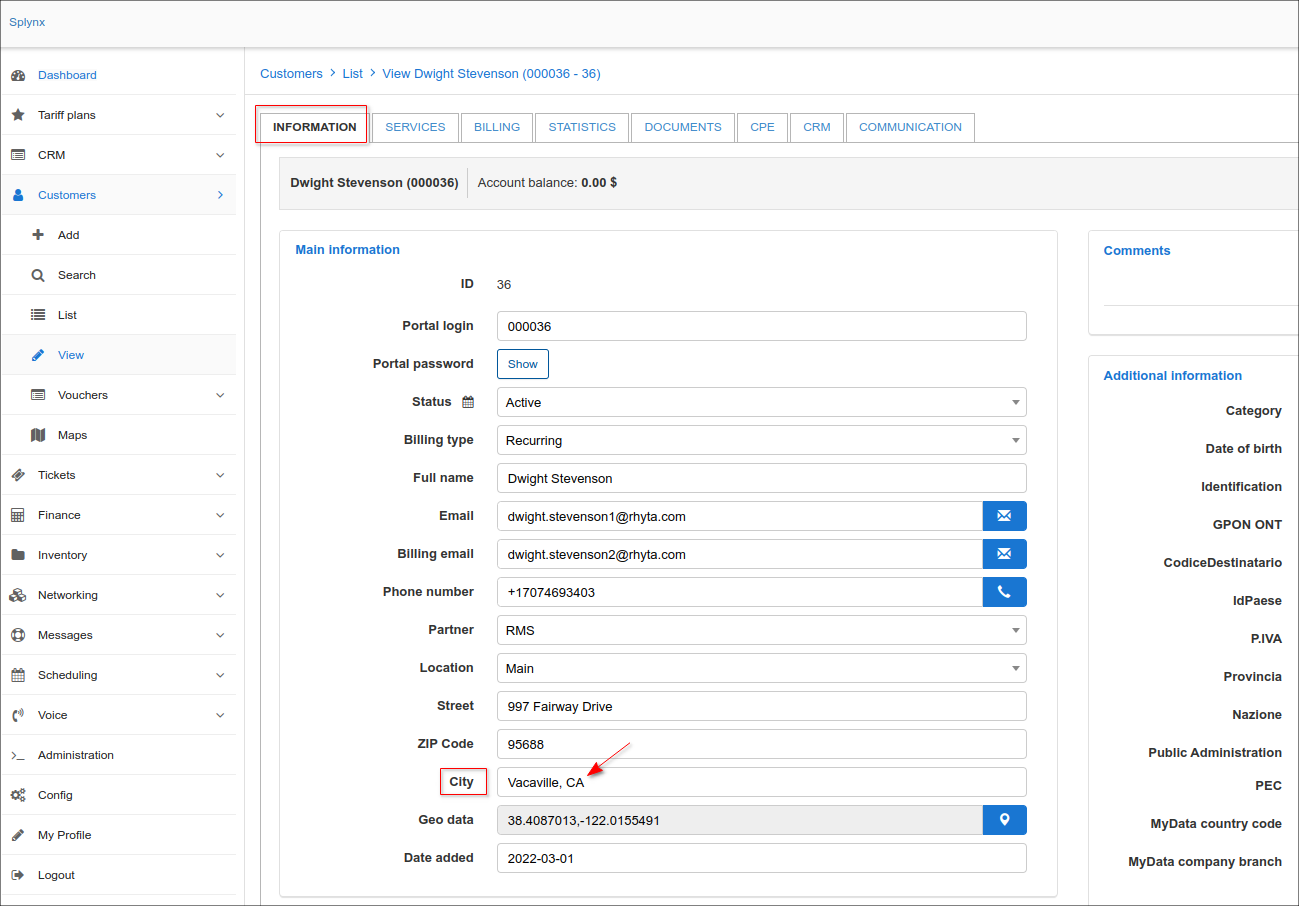 Splynx
Dashboard
Tariff plans
CRM
Customers
Add
Search
List
View
Vouchers
Maps
Tickets
Finance
Inventory
Networking
Messages
Scheduling
Voice
Administration
Config
My Profile
Logout
Customers > List > View Dwight Stevenson (000036 - 36)
INFORMATION SERVICES BILLING STATISTICS DOCUMENTS CPE CRM COMMUNICATION
Dwight Stevenson (000036) Account balance: 0.00 $
Main information
ID 36
Portal login 000036
Portal password Show
Status Active
Billing type Recurring
Full name Dwight Stevenson
Email dwight.stevenson1@rhyta.com
Billing email dwight.stevenson2@rhyta.com
Phone number +17074693403
Partner RMS
Location Main
Street 997 Fairway Drive
ZIP Code 95688
City Vacaville, CA
Geo data 38.4087013,-122.0155491
Date added 2022-03-01
Comments
Additional information
Category
Date of birth
Identification
GPON ONT
CodiceDestinatario
IdPaese
P.IVA
Provincia
Nazione
Public Administration
PEC
MyData country code
MyData company branch